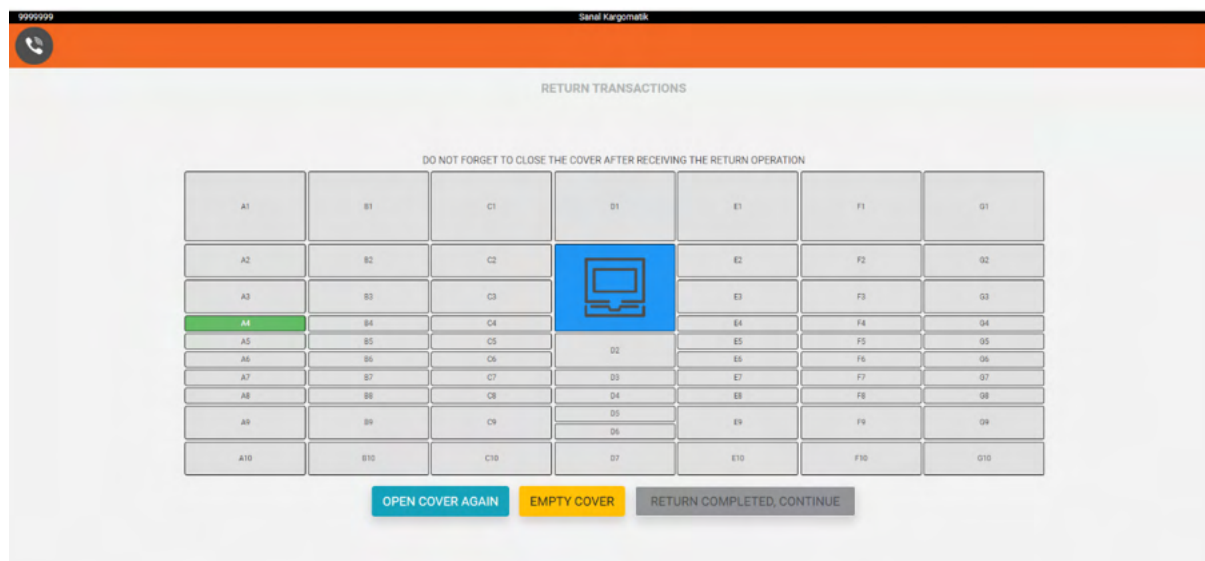 9999999 Sanal Kargomatik
RETURN TRANSACTIONS
DO NOT FORGET TO CLOSE THE COVER AFTER RECEIVING THE RETURN OPERATION
A1 B1 C1 D1 E1 F1 G1
A2 B2 C2 E2 F2 G2
A3 B3 C3 E3 F3 G3
A4 B4 C4 E4 F4 G4
A5 B5 C5 D2 E5 F5 G5
A6 B6 C6 E6 F6 G6
A7 B7 C7 D3 E7 F7 G7
A8 B8 C8 D4 E8 F8 G8
A9 B9 C9 D5 E9 F9 G9
D6
A10 B10 C10 D7 E10 F10 G10
OPEN COVER AGAIN EMPTY COVER RETURN COMPLETED, CONTINUE